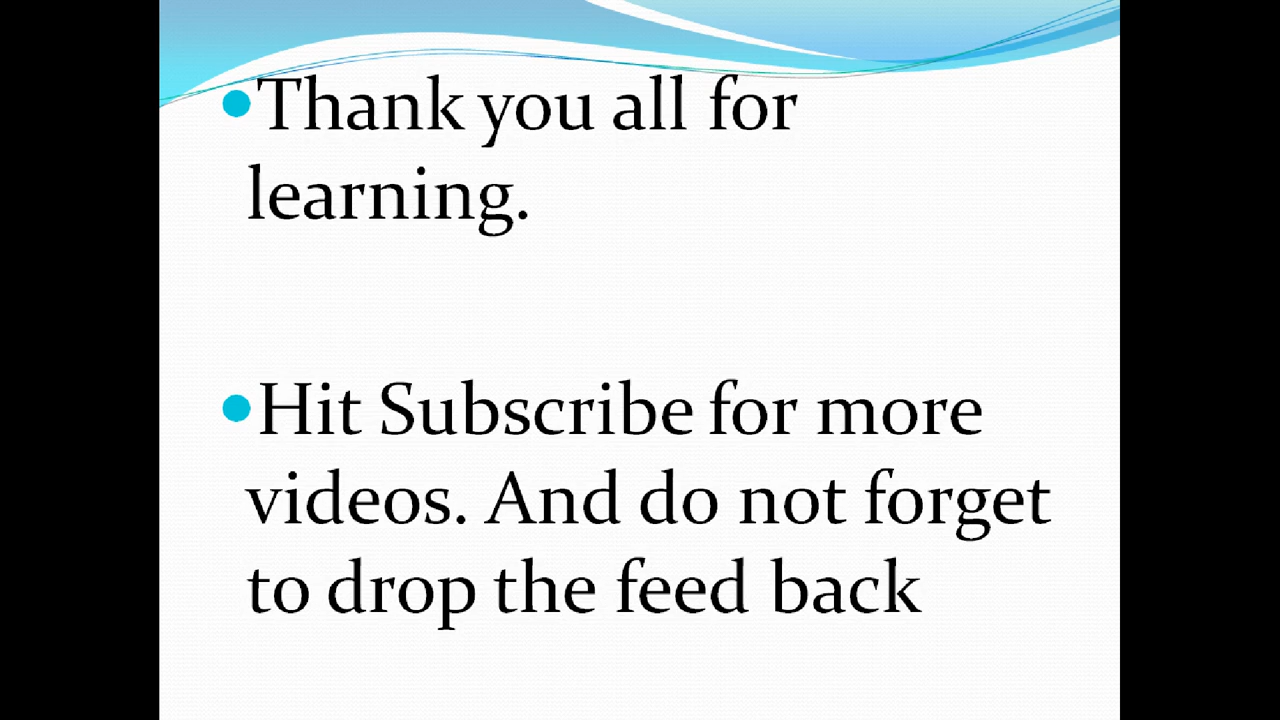 •Thank you all for
learning.
•Hit Subscribe for more
videos. And do not forget
to drop the feed back